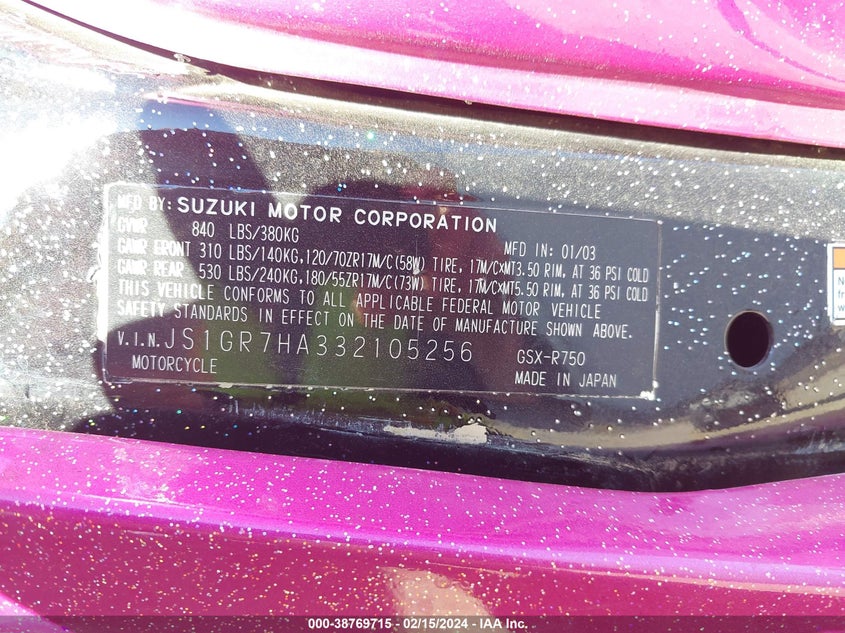 MFD BY: SUZUKI MOTOR CORPORATION
GVWR 840 LBS/380KG MFD IN: 01/03
GAWR FRONT 310 LBS/140KG,120/70ZR17M/C(58W) TIRE, 17M/C×MT3.50 RIM, AT 36 PSI COLD
GAWR REAR 530 LBS/240KG,180/55ZR17M/C(73W) TIRE, 17M/C×MT5.50 RIM, AT 36 PSI COLD
THIS VEHICLE CONFORMS TO ALL APPLICABLE FEDERAL MOTOR VEHICLE
SAFETY STANDARDS IN EFFECT ON THE DATE OF MANUFACTURE SHOWN ABOVE.
V.I.N. JS1GR7HA332105256 GSX-R750
MOTORCYCLE MADE IN JAPAN
000-38769715 - 02/15/2024 - IAA Inc.